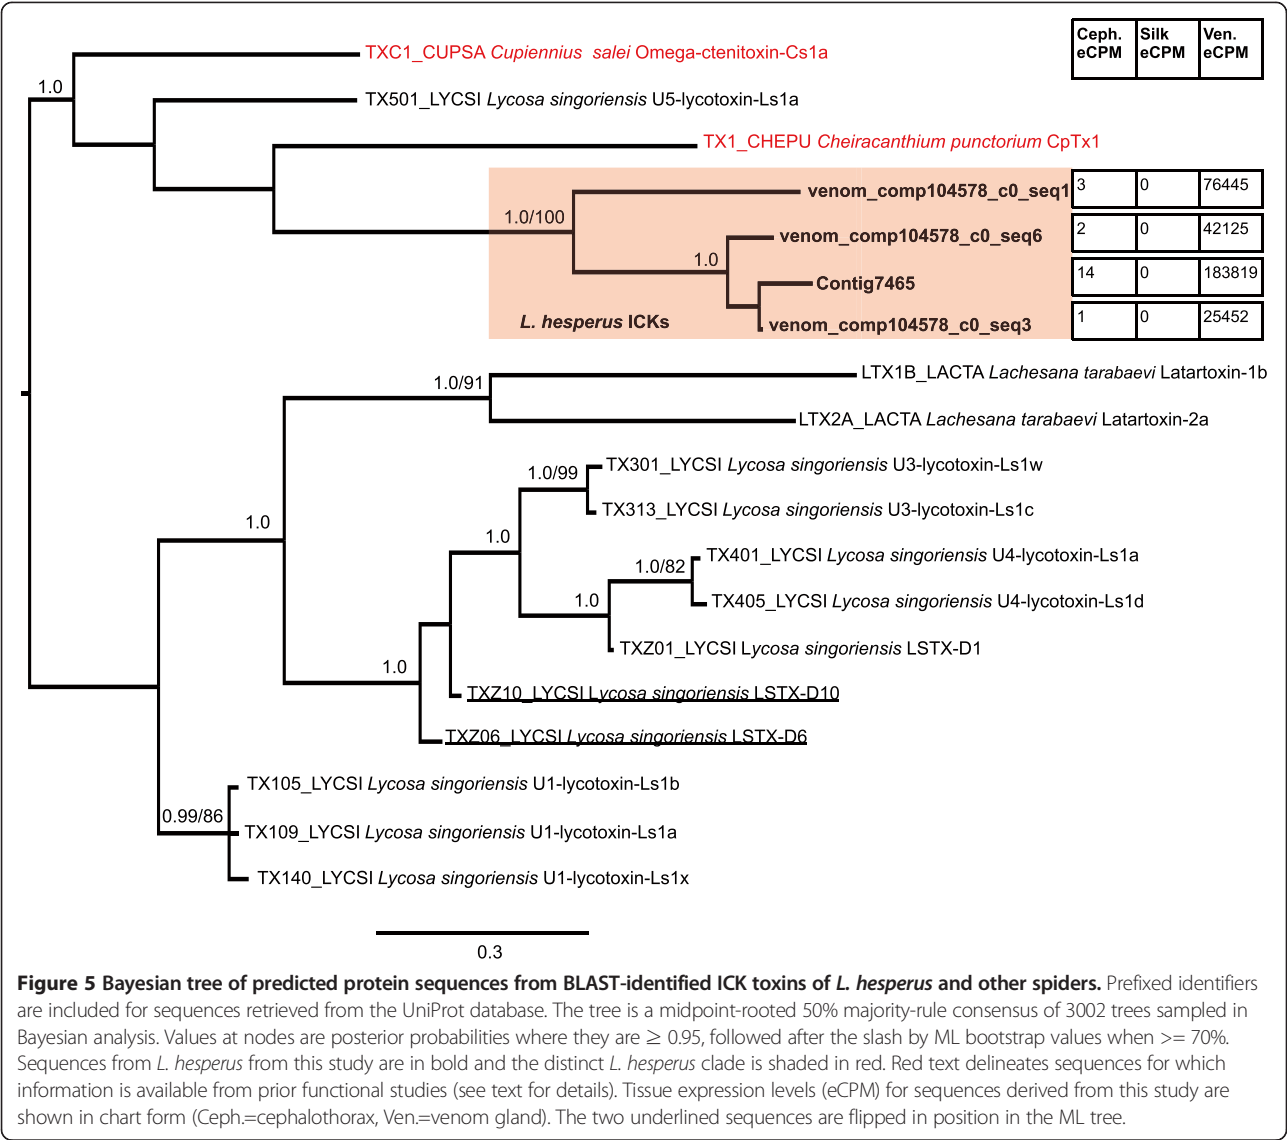 Ceph. eCPM Silk eCPM Ven. eCPM
TXC1_CUPSA Cupiennius salei Omega-ctenitoxin-Cs1a
1.0
TX501_LYCSI Lycosa singoriensis U5-lycotoxin-Ls1a
TX1_CHEPU Cheiracanthium punctorium CpTx1
venom_comp104578_c0_seq1 3 0 76445
1.0/100
venom_comp104578_c0_seq6 2 0 42125
1.0
Contig7465 14 0 183819
L. hesperus ICKs
venom_comp104578_c0_seq3 1 0 25452
LTX1B_LACTA Lachesana tarabaevi Latartoxin-1b
1.0/91
LTX2A_LACTA Lachesana tarabaevi Latartoxin-2a
TX301_LYCSI Lycosa singoriensis U3-lycotoxin-Ls1w
1.0/99
TX313_LYCSI Lycosa singoriensis U3-lycotoxin-Ls1c
1.0
1.0
TX401_LYCSI Lycosa singoriensis U4-lycotoxin-Ls1a
1.0/82
TX405_LYCSI Lycosa singoriensis U4-lycotoxin-Ls1d
1.0
TXZ01_LYCSI Lycosa singoriensis LSTX-D1
1.0
TXZ10_LYCSI Lycosa singoriensis LSTX-D10
TXZ06_LYCSI Lycosa singoriensis LSTX-D6
TX105_LYCSI Lycosa singoriensis U1-lycotoxin-Ls1b
0.99/86
TX109_LYCSI Lycosa singoriensis U1-lycotoxin-Ls1a
TX140_LYCSI Lycosa singoriensis U1-lycotoxin-Ls1x
0.3
Figure 5 Bayesian tree of predicted protein sequences from BLAST-identified ICK toxins of L. hesperus and other spiders. Prefixed identifiers
are included for sequences retrieved from the UniProt database. The tree is a midpoint-rooted 50% majority-rule consensus of 3002 trees sampled in
Bayesian analysis. Values at nodes are posterior probabilities where they are ≥ 0.95, followed after the slash by ML bootstrap values when >= 70%.
Sequences from L. hesperus from this study are in bold and the distinct L. hesperus clade is shaded in red. Red text delineates sequences for which
information is available from prior functional studies (see text for details). Tissue expression levels (eCPM) for sequences derived from this study are
shown in chart form (Ceph.=cephalothorax, Ven.=venom gland). The two underlined sequences are flipped in position in the ML tree.